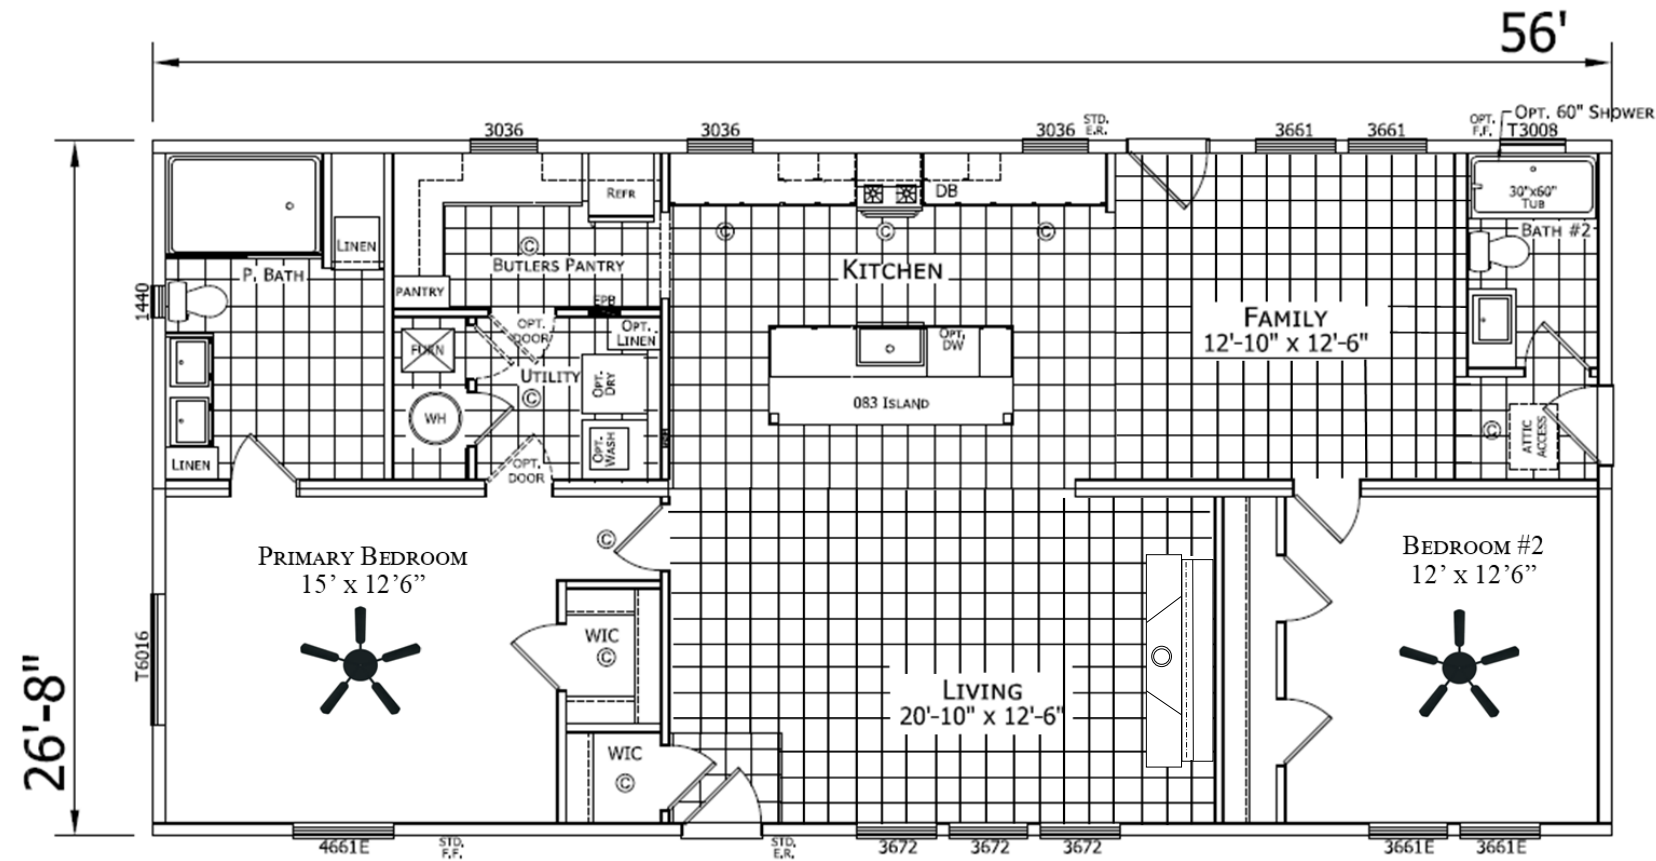 56'
OPT. 60" SHOWER
3036
3036
3036
STD.
E.R.
3661
3661
OPT.
F.F.
T3008
REFR
DB
30"x60"
TUB
LINEN
P. BATH
BUTLERS PANTRY
©
©
©
©
KITCHEN
BATH #2
PANTRY
1440
EPB
OPT.
DOOR
OPT.
LINEN
FURN
UTILITY
©
OPT.
DRY
FAMILY
12'-10" x 12'-6"
OPT.
DW
083 ISLAND
WH
OPT.
WASH
©
ATTIC
ACCESS
LINEN
OPT.
DOOR
PRIMARY BEDROOM
15’ x 12’6”
©
BEDROOM #2
12’ x 12’6”
WIC
©
T6016
26'-8"
LIVING
20'-10" x 12'-6"
WIC
©
4661E
STD.
F.F.
STD.
E.R.
3672
3672
3672
3661E
3661E